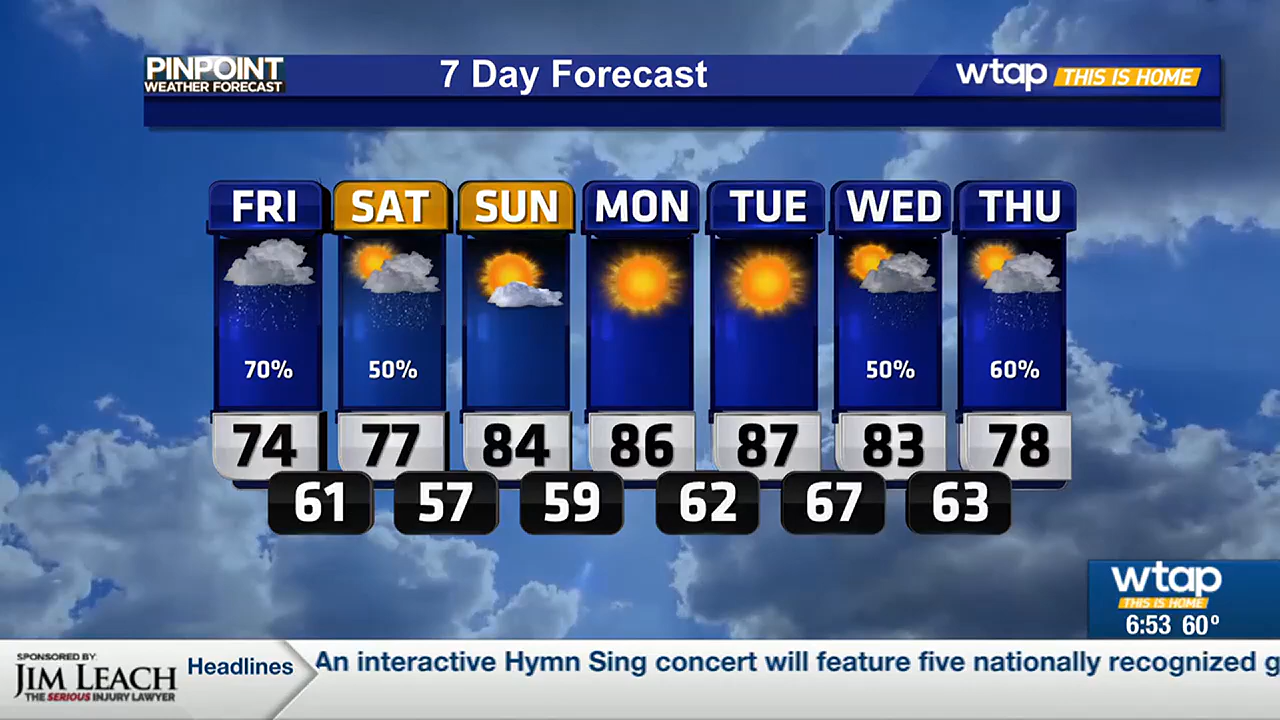 PINPOINT
WEATHER FORECAST
7 Day Forecast
wtap THIS IS HOME
FRI SAT SUN MON TUE WED THU
70% 50% 50% 60%
74 77 84 86 87 83 78
61 57 59 62 67 63
wtap
THIS IS HOME
6:53 60°
SPONSORED BY:
JIM LEACH
THE SERIOUS INJURY LAWYER
Headlines
An interactive Hymn Sing concert will feature five nationally recognized g